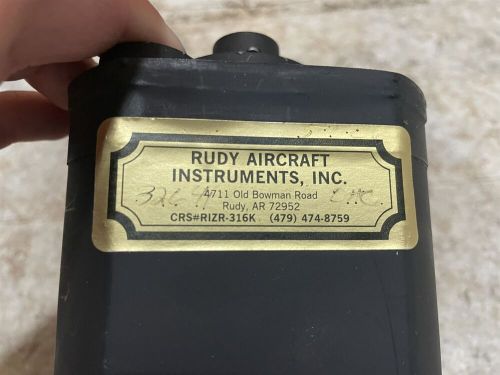 RUDY AIRCRAFT
INSTRUMENTS, INC.
4711 Old Bowman Road
Rudy, AR 72952
CRS#RIZR-316K (479) 474-8759